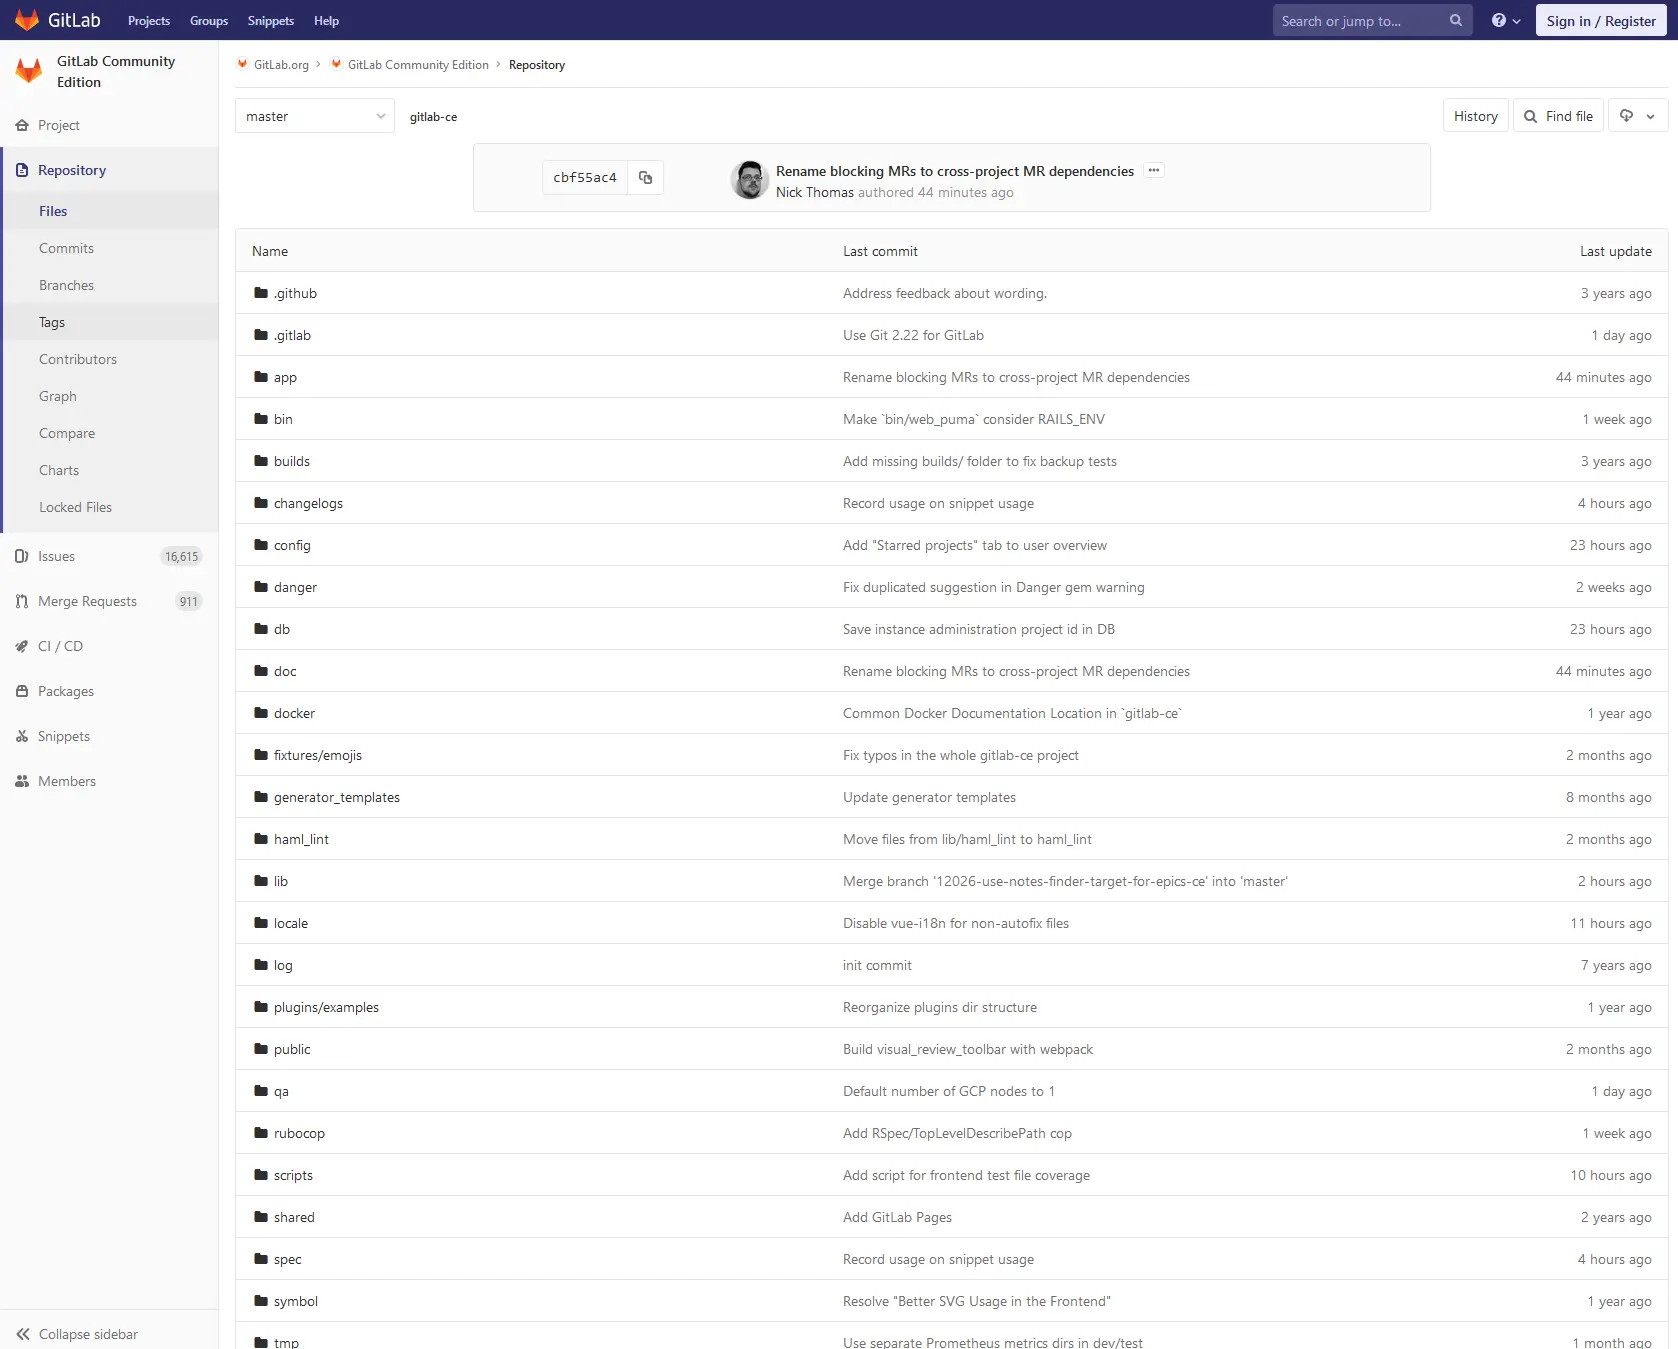 GitLab Projects Groups Snippets Help Search or jump to... Sign in / Register
GitLab Community
Edition
Project
Repository
Files
Commits
Branches
Tags
Contributors
Graph
Compare
Charts
Locked Files
Issues 16,615
Merge Requests 911
CI / CD
Packages
Snippets
Members
Collapse sidebar
GitLab.org › GitLab Community Edition › Repository
master gitlab-ce History Find file
cbf55ac4 Rename blocking MRs to cross-project MR dependencies
Nick Thomas authored 44 minutes ago
Name Last commit Last update
.github Address feedback about wording. 3 years ago
.gitlab Use Git 2.22 for GitLab 1 day ago
app Rename blocking MRs to cross-project MR dependencies 44 minutes ago
bin Make `bin/web_puma` consider RAILS_ENV 1 week ago
builds Add missing builds/ folder to fix backup tests 3 years ago
changelogs Record usage on snippet usage 4 hours ago
config Add "Starred projects" tab to user overview 23 hours ago
danger Fix duplicated suggestion in Danger gem warning 2 weeks ago
db Save instance administration project id in DB 23 hours ago
doc Rename blocking MRs to cross-project MR dependencies 44 minutes ago
docker Common Docker Documentation Location in `gitlab-ce` 1 year ago
fixtures/emojis Fix typos in the whole gitlab-ce project 2 months ago
generator_templates Update generator templates 8 months ago
haml_lint Move files from lib/haml_lint to haml_lint 2 months ago
lib Merge branch '12026-use-notes-finder-target-for-epics-ce' into 'master' 2 hours ago
locale Disable vue-i18n for non-autofix files 11 hours ago
log init commit 7 years ago
plugins/examples Reorganize plugins dir structure 1 year ago
public Build visual_review_toolbar with webpack 2 months ago
qa Default number of GCP nodes to 1 1 day ago
rubocop Add RSpec/TopLevelDescribePath cop 1 week ago
scripts Add script for frontend test file coverage 10 hours ago
shared Add GitLab Pages 2 years ago
spec Record usage on snippet usage 4 hours ago
symbol Resolve "Better SVG Usage in the Frontend" 1 year ago
tmp Use separate Prometheus metrics dirs in dev/test 1 month ago